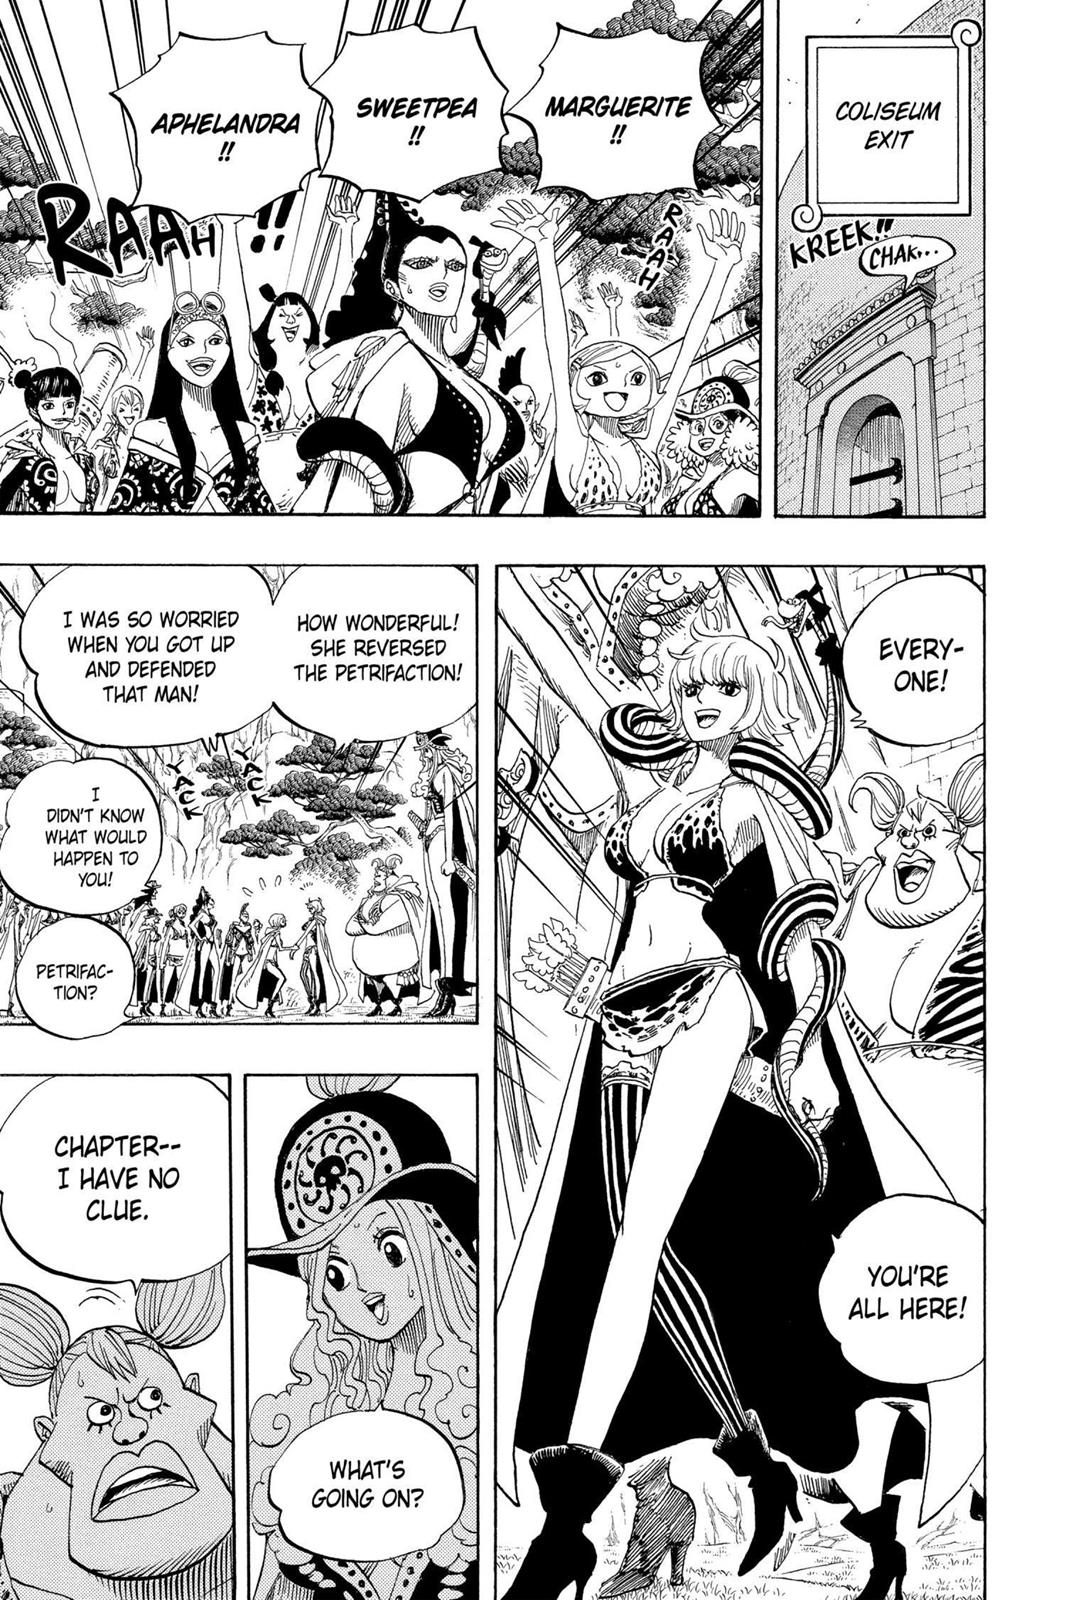 COLISEUM
EXIT
KREEK!!
CHAK...
MARGUERITE
!!
SWEETPEA
!!
APHELANDRA
!!
RAAH
RAAH!!
EVERY-
ONE!
YOU'RE
ALL HERE!
HOW WONDERFUL!
SHE REVERSED
THE PETRIFACTION!
I WAS SO WORRIED
WHEN YOU GOT UP
AND DEFENDED
THAT MAN!
YACK
YACK
I
DIDN'T KNOW
WHAT WOULD
HAPPEN TO
YOU!
PETRIFAC-
TION?
WHAT'S
GOING ON?
CHAPTER--
I HAVE NO
CLUE.